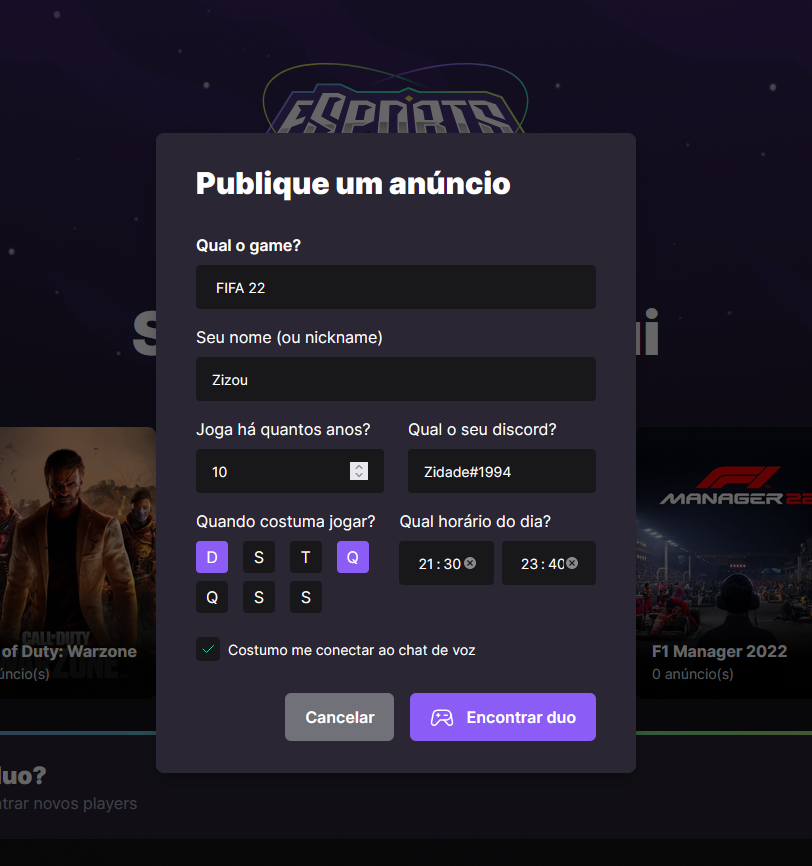 ESPORTS
Publique um anúncio
Qual o game?
FIFA 22
Seu nome (ou nickname)
Zizou
Joga há quantos anos? Qual o seu discord?
10 Zidade#1994
Quando costuma jogar? Qual horário do dia?
D S T Q 21:30 23:40
Q S S
CALL·DUTY
WARZONE
of Duty: Warzone
úncio(s)
F1
MANAGER 22
F1 Manager 2022
0 anúncio(s)
Costumo me conectar ao chat de voz
Cancelar Encontrar duo
duo?
ntrar novos players